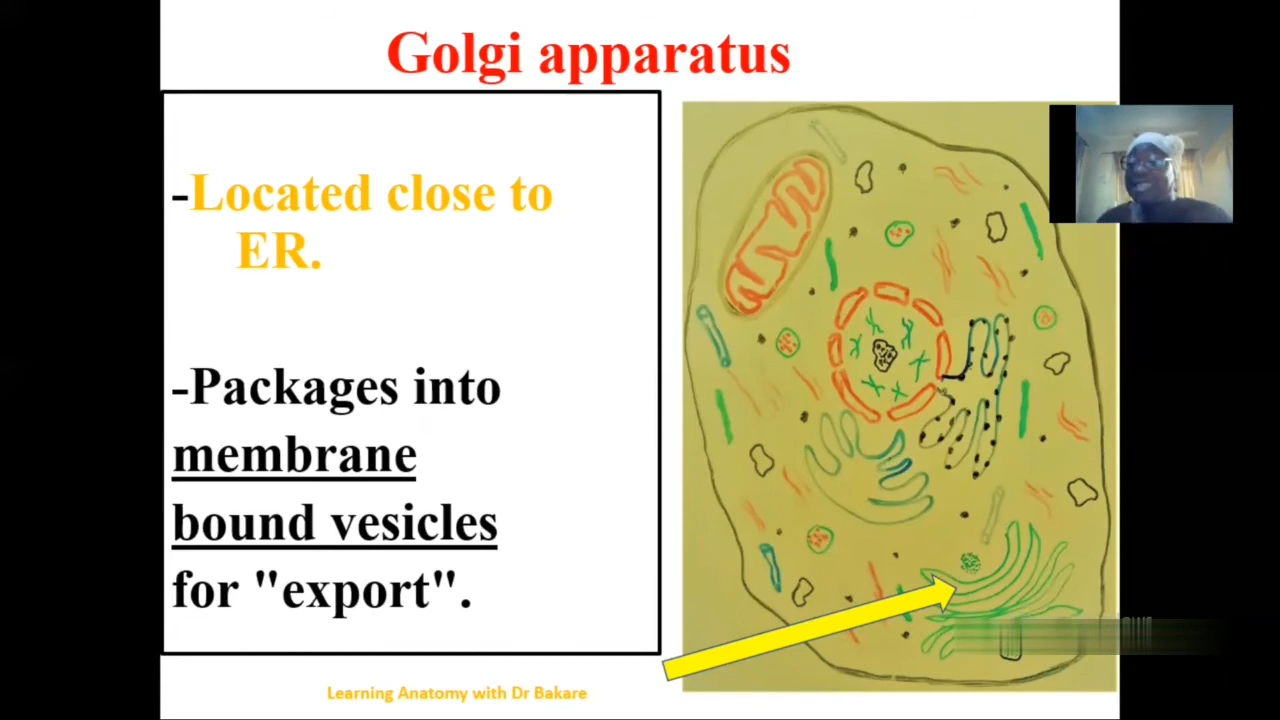 Golgi apparatus
-Located close to
ER.
-Packages into
membrane
bound vesicles
for "export".
Learning Anatomy with Dr Bakare